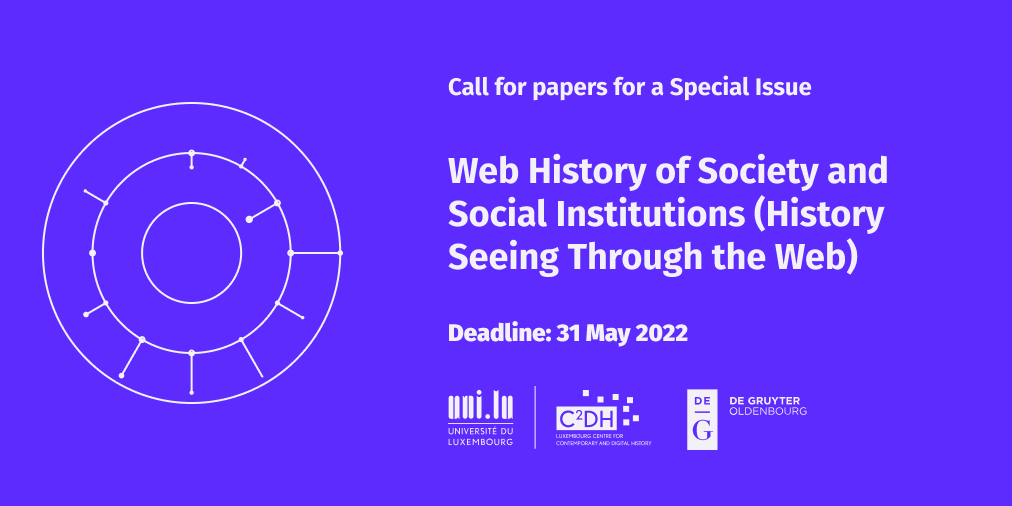 Call for papers for a Special Issue
Web History of Society and
Social Institutions (History
Seeing Through the Web)
Deadline: 31 May 2022
uni.lu
UNIVERSITÉ DU
LUXEMBOURG
C²DH
LUXEMBOURG CENTRE FOR
CONTEMPORARY AND DIGITAL HISTORY
DE
G
DE GRUYTER
OLDENBOURG